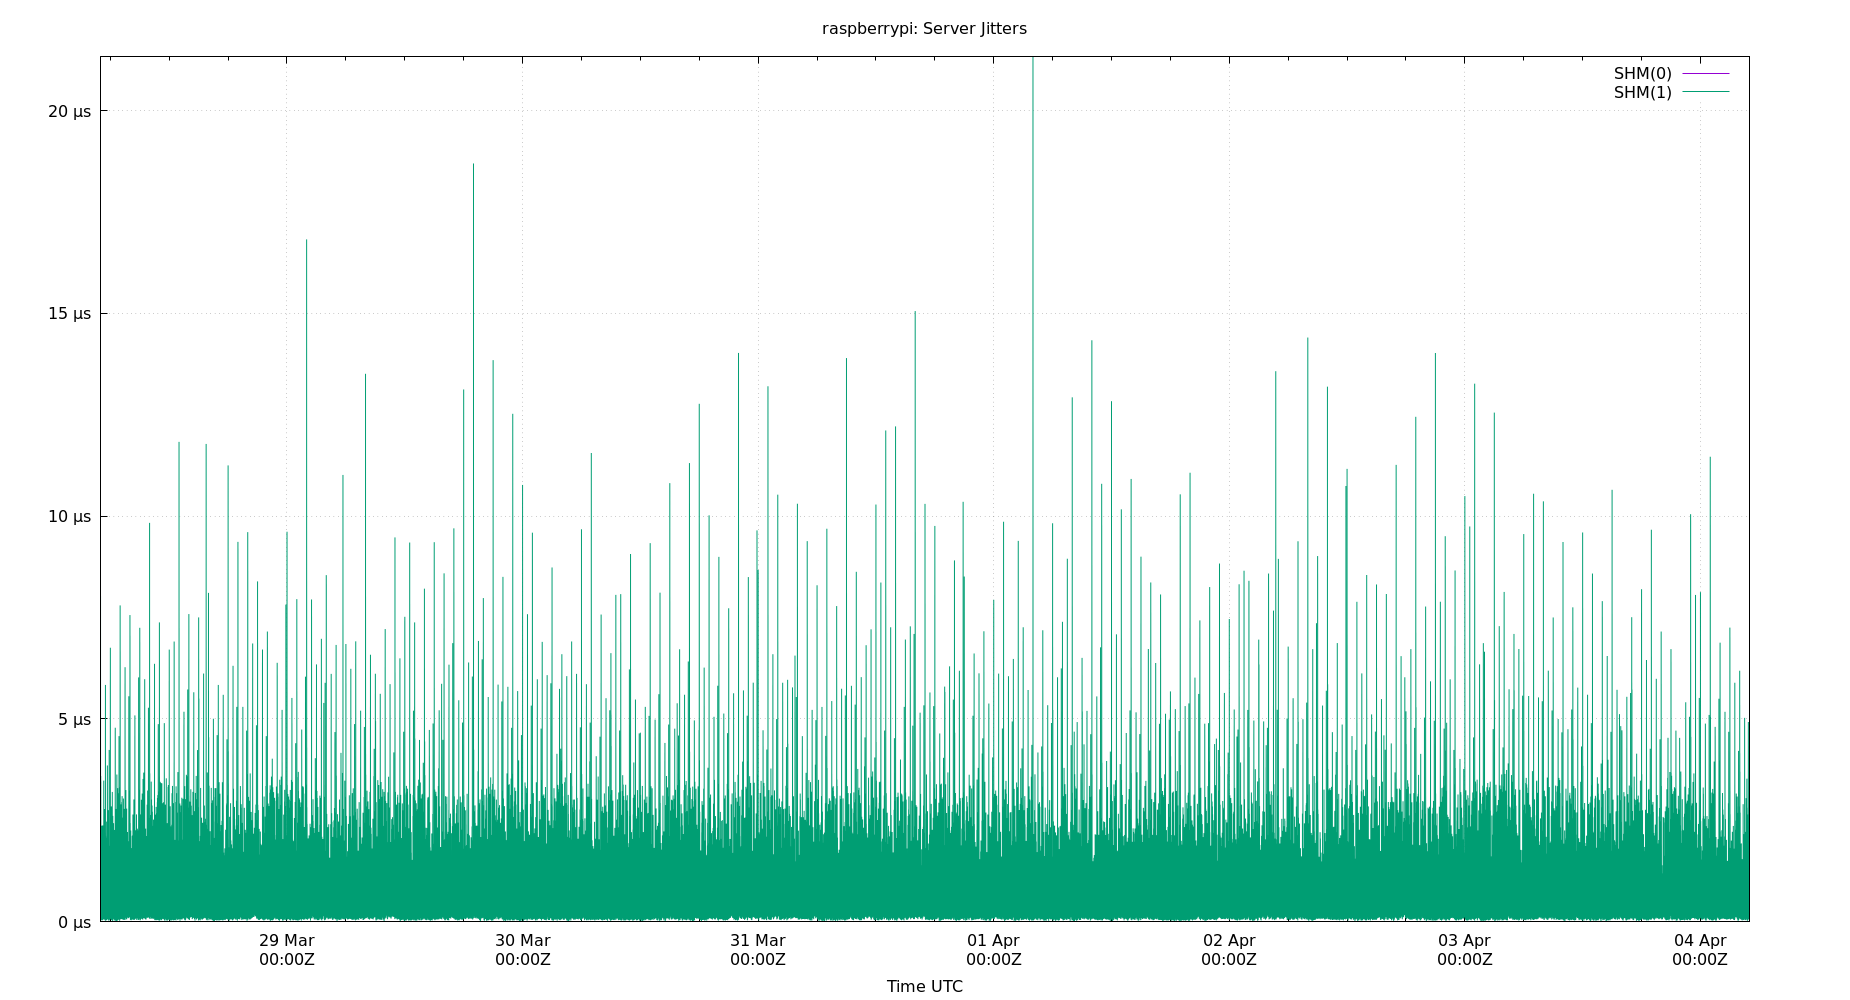 raspberrypi: Server Jitters
SHM(0)
SHM(1)
20 µs
15 µs
10 µs
5 µs
0 µs
29 Mar 30 Mar 31 Mar 01 Apr 02 Apr 03 Apr 04 Apr
00:00Z 00:00Z 00:00Z 00:00Z 00:00Z 00:00Z 00:00Z
Time UTC